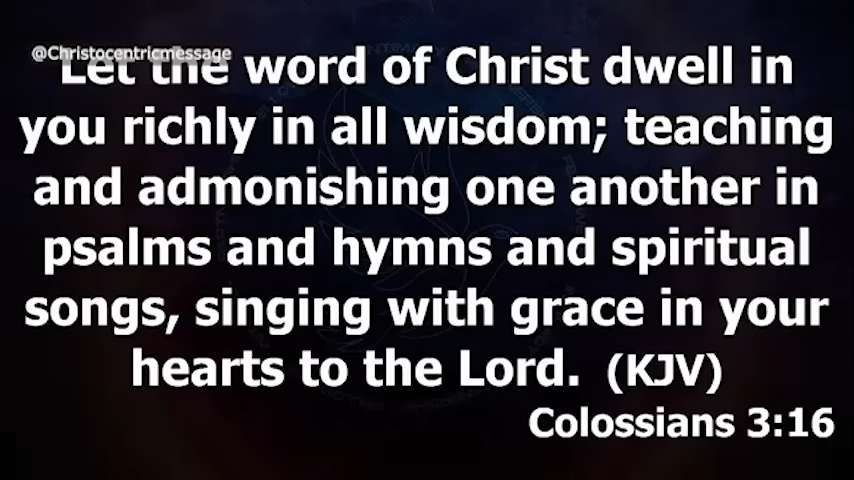 @Christocentricmessage
Let the word of Christ dwell in
you richly in all wisdom; teaching
and admonishing one another in
psalms and hymns and spiritual
songs, singing with grace in your
hearts to the Lord. (KJV)
Colossians 3:16